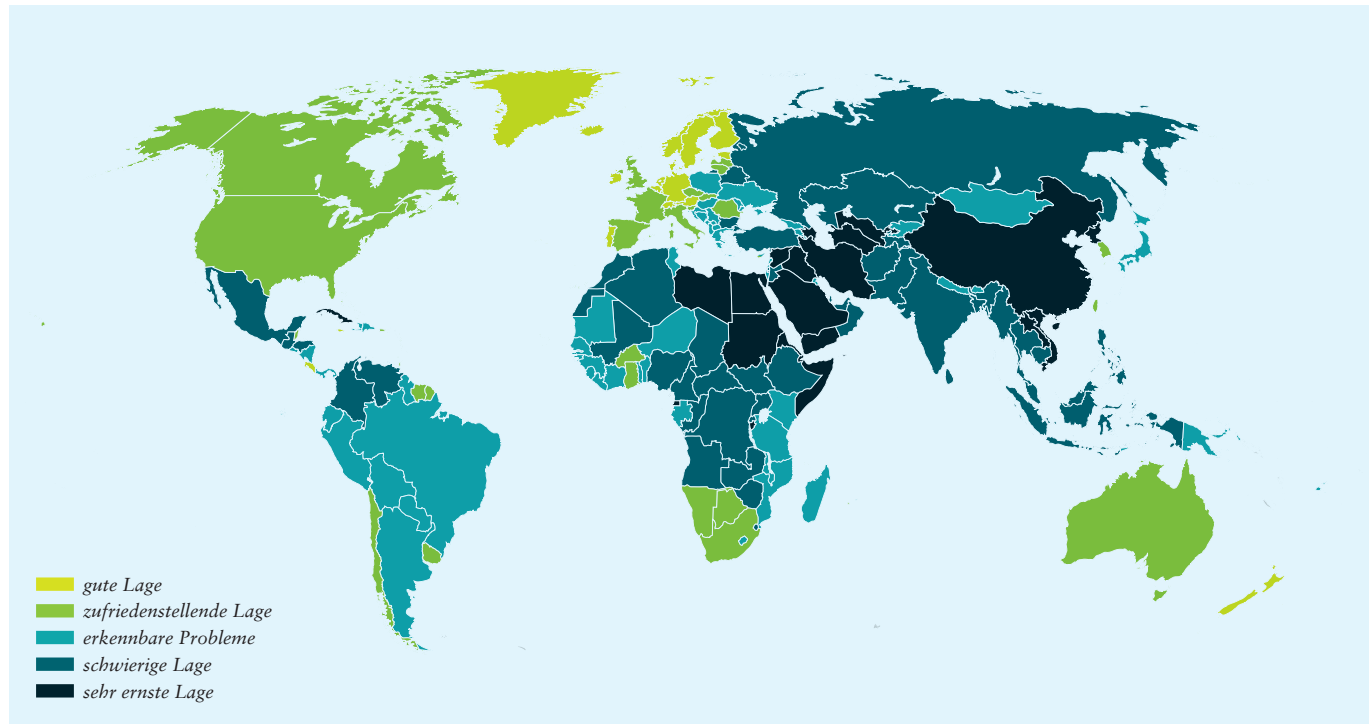 gute Lage
zufriedenstellende Lage
erkennbare Probleme
schwierige Lage
sehr ernste Lage